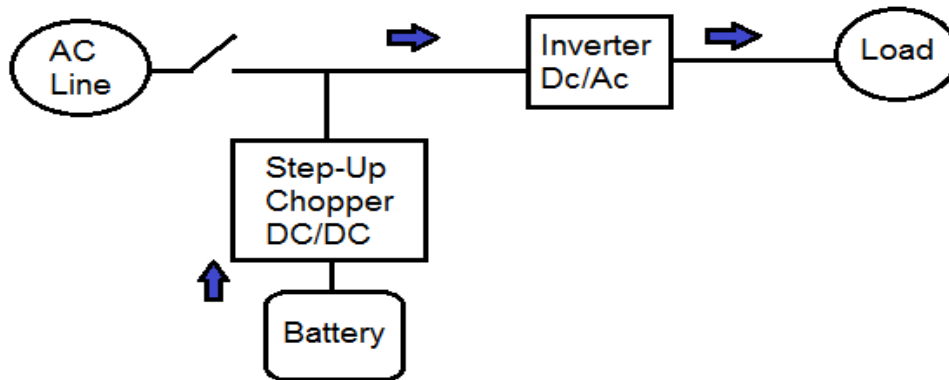 AC
Line
Inverter
Dc/Ac
Load
Step-Up
Chopper
DC/DC
Battery